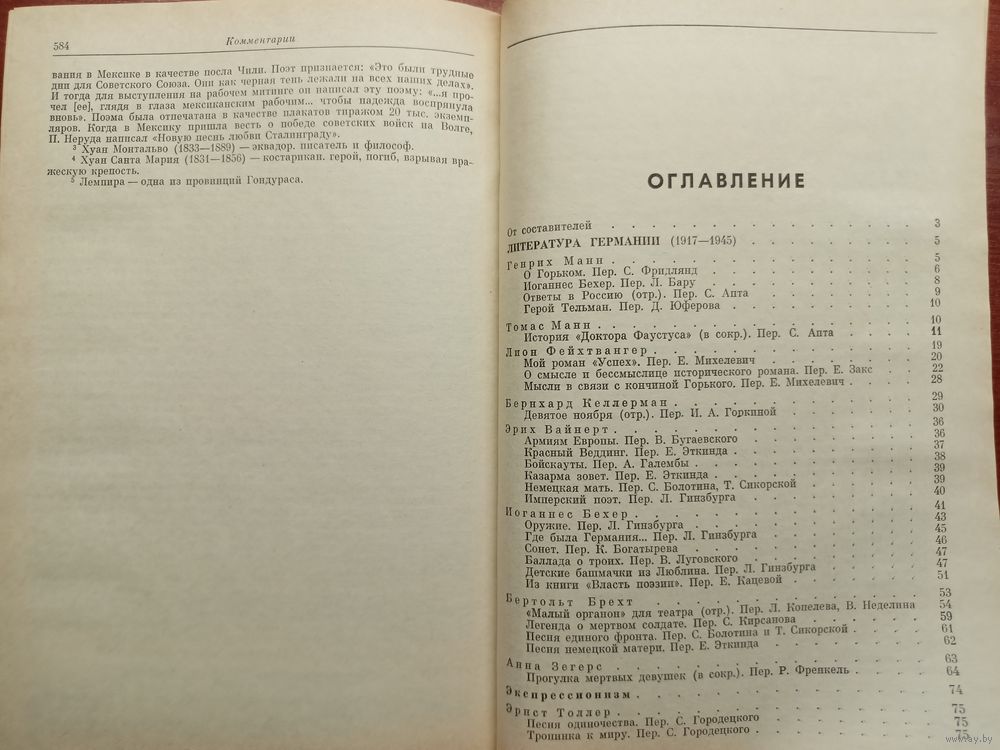 584
Комментарии
вания в Мексике в качестве посла Чили. Поэт признается: «Это были трудные
дни для Советского Союза. Они как черная тень лежали на всех наших делах».
И тогда для выступления на рабочем митинге он написал эту поэму: «...я про-
чел [ее], глядя в глаза мексиканским рабочим... чтобы надежда воспрянула
вновь». Поэма была отпечатана в качестве плакатов тиражом 20 тыс. экземп-
ляров. Когда в Мексику пришла весть о победе советских войск на Волге,
П. Неруда написал «Новую песнь любви Сталинграду».
³ Хуан Монтальво (1833—1889) — эквадор. писатель и философ.
⁴ Хуан Санта Мария (1831—1856) — костарикан. герой, погиб, взрывая вра-
жескую крепость.
⁵ Лемпира — одна из провинций Гондураса.
ОГЛАВЛЕНИЕ
От составителей . . . . . 3
ЛИТЕРАТУРА ГЕРМАНИИ (1917—1945) . . . . . 5
Генрих Манн . . . . . 5
О Горьком. Пер. С. Фридлянд . . . . . 6
Иоганнес Бехер. Пер. Л. Бару . . . . . 8
Ответы в Россию (отр.). Пер. С. Апта . . . . . 9
Герой Тельман. Пер. Д. Юферова . . . . . 10
Томас Манн . . . . . 10
История «Доктора Фаустуса» (в сокр.). Пер. С. Апта . . . . . 11
Лион Фейхтвангер . . . . . 19
Мой роман «Успех». Пер. Е. Михелевич . . . . . 20
О смысле и бессмыслице исторического романа. Пер. Е. Закс . . 22
Мысли в связи с кончиной Горького. Пер. Е. Михелевич . . . . 28
Бернхард Келлерман . . . . . 29
Девятое ноября (отр.). Пер. И. А. Горкиной . . . . . 30
Эрих Вайнерт . . . . . 36
Армиям Европы. Пер. В. Бугаевского . . . . . 36
Красный Веддинг. Пер. Е. Эткинда . . . . . 37
Бойскауты. Пер. А. Галембы . . . . . 38
Казарма зовет. Пер. Е. Эткинда . . . . . 39
Немецкая мать. Пер. С. Болотина, Т. Сикорской . . . . . 39
Имперский поэт. Пер. Л. Гинзбурга . . . . . 40
Иоганнес Бехер . . . . . 41
Оружие. Пер. Л. Гинзбурга . . . . . 43
Где была Германия... Пер. Л. Гинзбурга . . . . . 45
Сонет. Пер. К. Богатырева . . . . . 46
Баллада о троих. Пер. В. Луговского . . . . . 47
Детские башмачки из Люблина. Пер. Л. Гинзбурга . . . . . 47
Из книги «Власть поэзии». Пер. Е. Кацевой . . . . . 51
Бертольт Брехт . . . . . 53
«Малый органон» для театра (отр.). Пер. Л. Копелева, В. Неделина 54
Легенда о мертвом солдате. Пер. С. Кирсанова . . . . . 59
Песня единого фронта. Пер. С. Болотина и Т. Сикорской . . . . 61
Песня немецкой матери. Пер. Е. Эткинда . . . . . 62
Анна Зегерс . . . . . 63
Прогулка мертвых девушек (в сокр.). Пер. Р. Френкель . . . . 64
Экспрессионизм . . . . . 74
Эрнст Толлер . . . . . 75
Песня одиночества. Пер. С. Городецкого . . . . . 75
Тропинка к миру. Пер. С. Городецкого . . . . . 75
www.ay.by